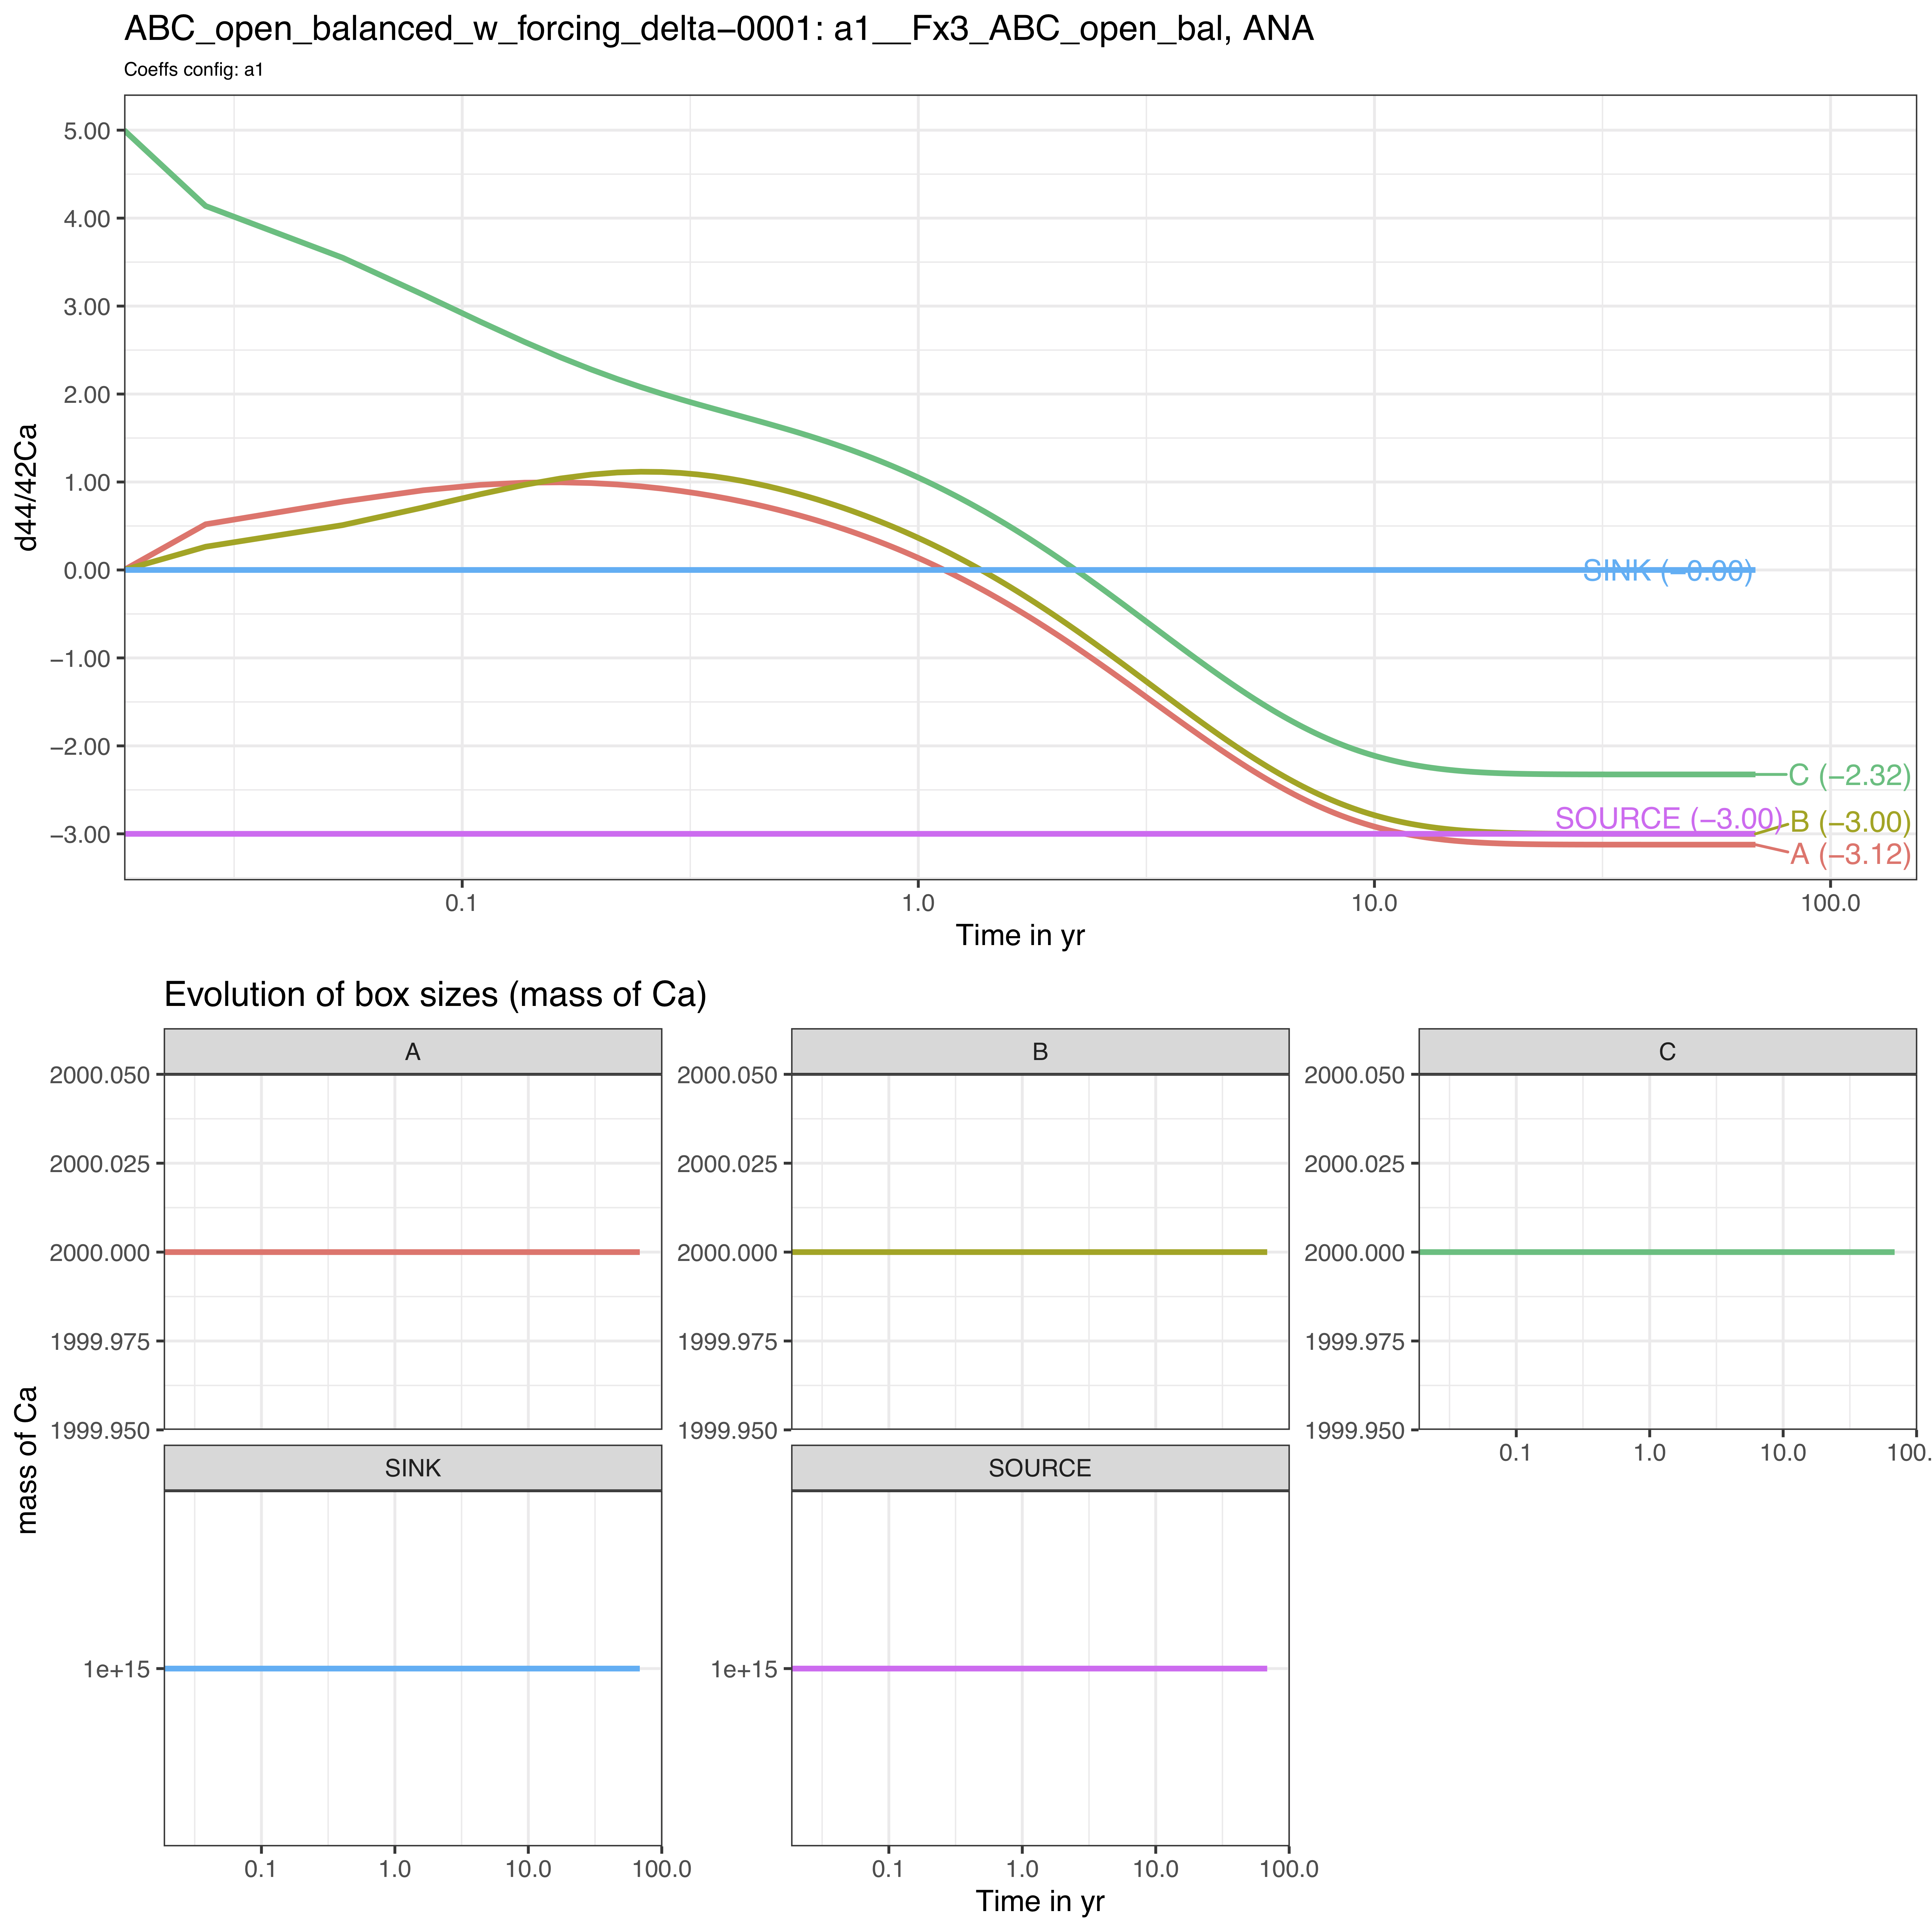 ABC_open_balanced_w_forcing_delta−0001: a1__Fx3_ABC_open_bal, ANA
Coeffs config: a1
d44/42Ca
5.00
4.00
3.00
2.00
1.00
0.00
−1.00
−2.00
−3.00
SINK (−0.00)
C (−2.32)
SOURCE (−3.00)
B (−3.00)
A (−3.12)
0.1 1.0 10.0 100.0
Time in yr
Evolution of box sizes (mass of Ca)
mass of Ca
A
2000.050
2000.025
2000.000
1999.975
1999.950
B
2000.050
2000.025
2000.000
1999.975
1999.950
C
2000.050
2000.025
2000.000
1999.975
1999.950
0.1 1.0 10.0 100.
SINK
1e+15
0.1 1.0 10.0 100.0
SOURCE
1e+15
0.1 1.0 10.0 100.0
Time in yr